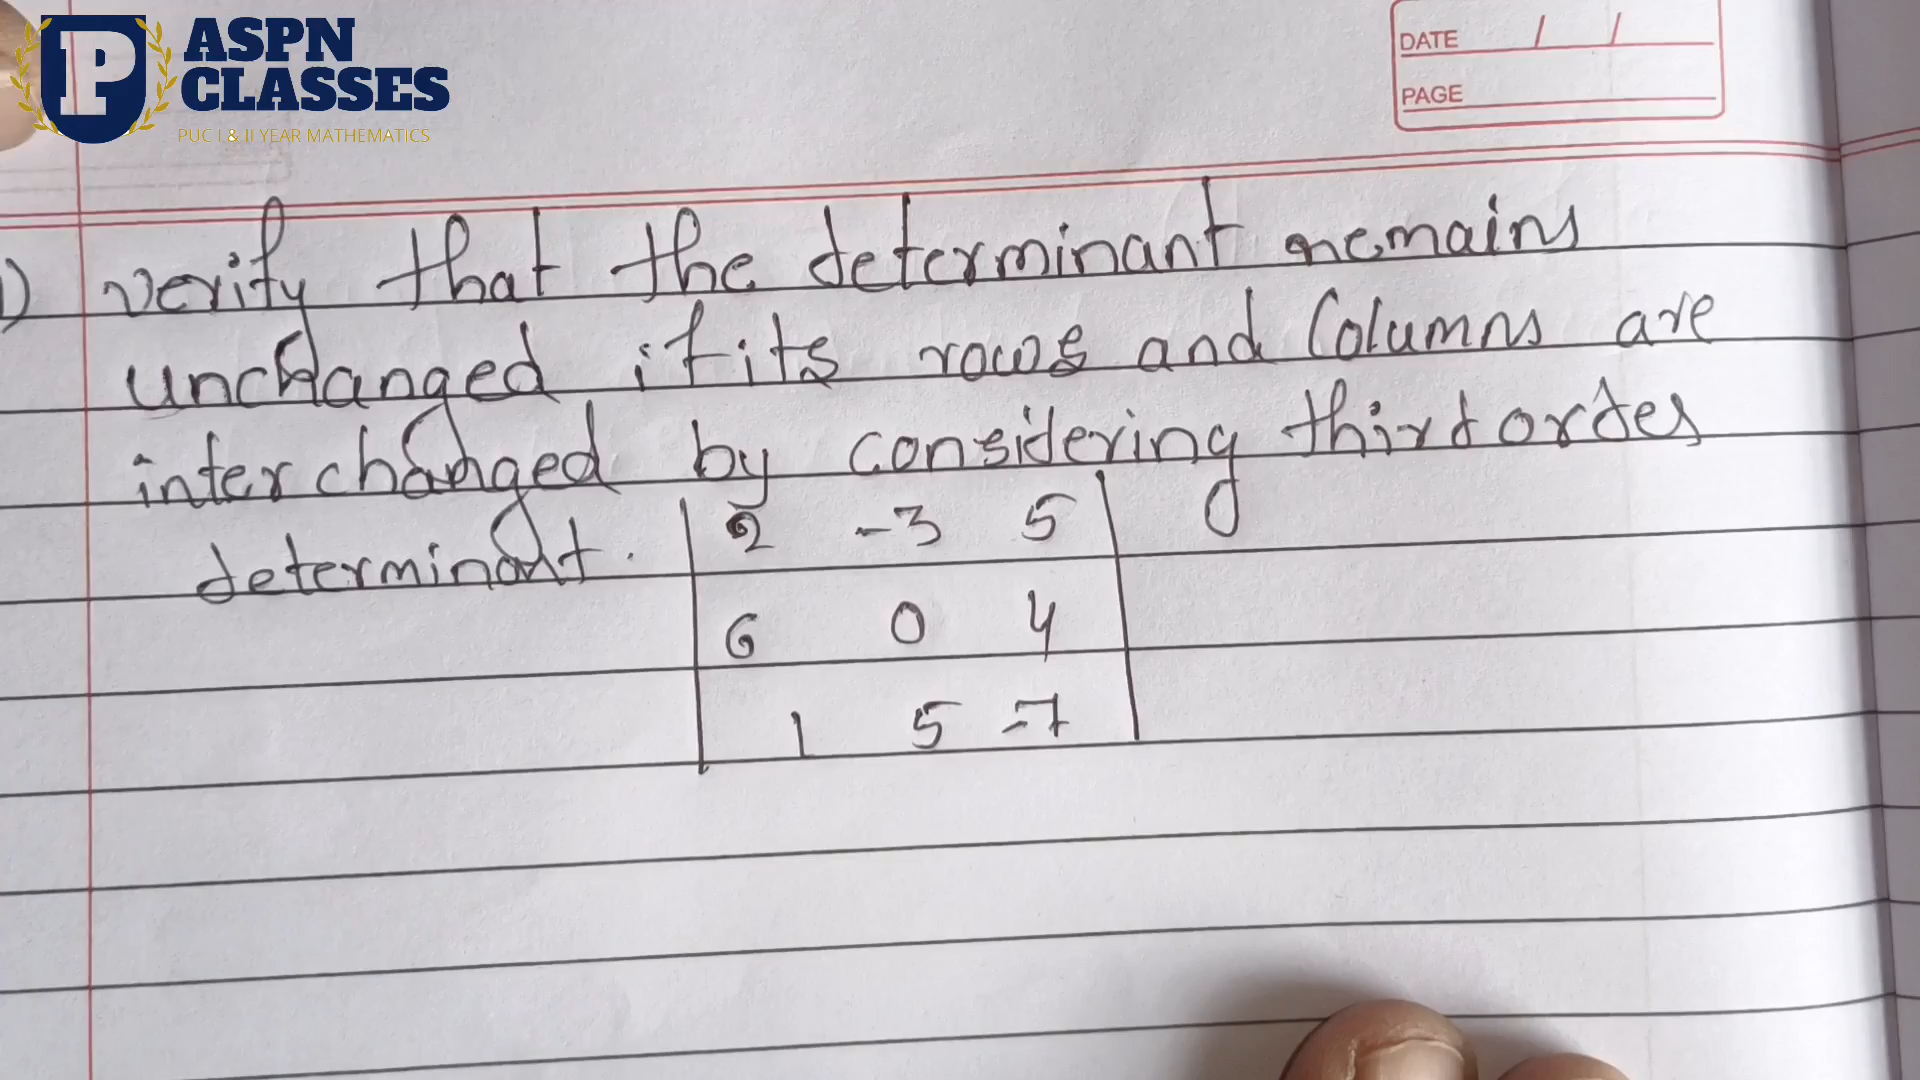 P ASPN
CLASSES
PUC I & II YEAR MATHEMATICS
DATE / /
PAGE
1) verify that the determinant remains
unchanged if its rows and Columns are
interchanged by considering third order
determinant.
2 -3 5
6 0 4
1 5 -7